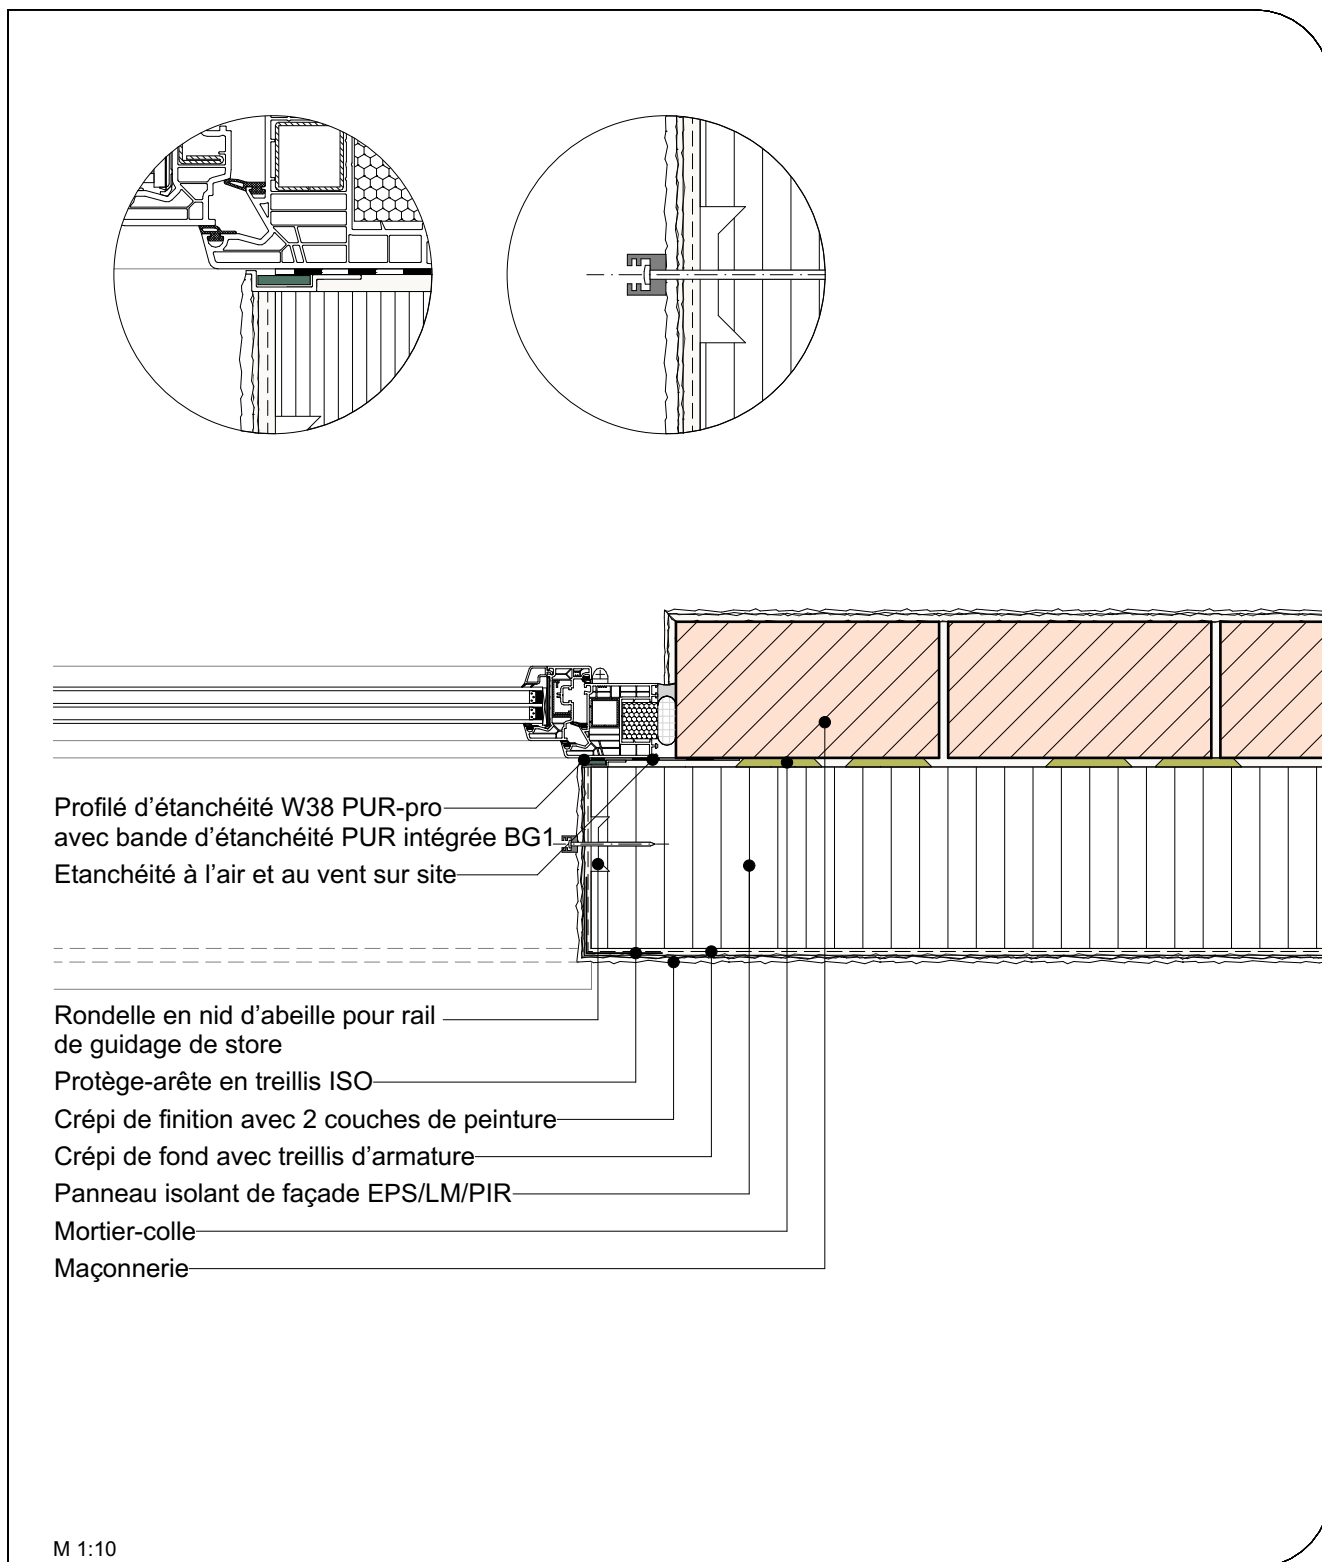 Profilé d’étanchéité W38 PUR-pro
avec bande d’étanchéité PUR intégrée BG1
Etanchéité à l’air et au vent sur site
Rondelle en nid d’abeille pour rail
de guidage de store
Protège-arête en treillis ISO
Crépi de finition avec 2 couches de peinture
Crépi de fond avec treillis d’armature
Panneau isolant de façade EPS/LM/PIR
Mortier-colle
Maçonnerie
M 1:10